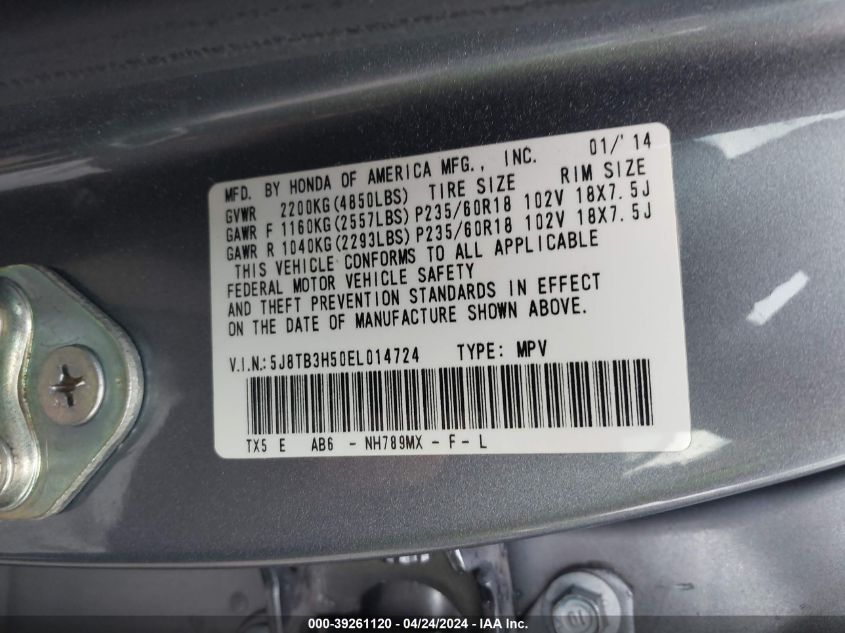 MFD. BY HONDA OF AMERICA MFG., INC. 01/'14
GVWR 2200KG(4850LBS) TIRE SIZE RIM SIZE
GAWR F 1160KG(2557LBS) P235/60R18 102V 18X7.5J
GAWR R 1040KG(2293LBS) P235/60R18 102V 18X7.5J
THIS VEHICLE CONFORMS TO ALL APPLICABLE
FEDERAL MOTOR VEHICLE SAFETY
AND THEFT PREVENTION STANDARDS IN EFFECT
ON THE DATE OF MANUFACTURE SHOWN ABOVE.
V.I.N.: 5J8TB3H50EL014724 TYPE: MPV
TX5 E AB6 - NH789MX - F - L
000-39261120 - 04/24/2024 - IAA Inc.